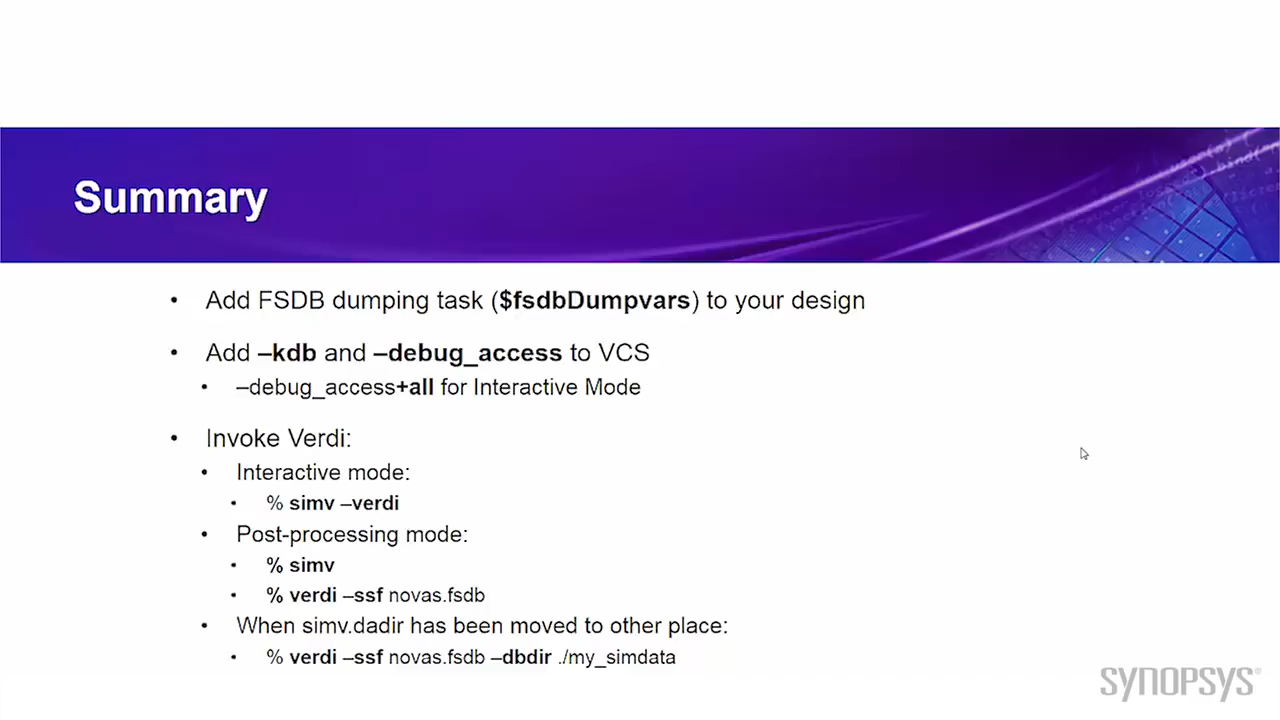 Summary
• Add FSDB dumping task ($fsdbDumpvars) to your design
• Add –kdb and –debug_access to VCS
• –debug_access+all for Interactive Mode
• Invoke Verdi:
• Interactive mode:
• % simv –verdi
• Post-processing mode:
• % simv
• % verdi –ssf novas.fsdb
• When simv.dadir has been moved to other place:
• % verdi –ssf novas.fsdb –dbdir ./my_simdata
SYNOPSYS®